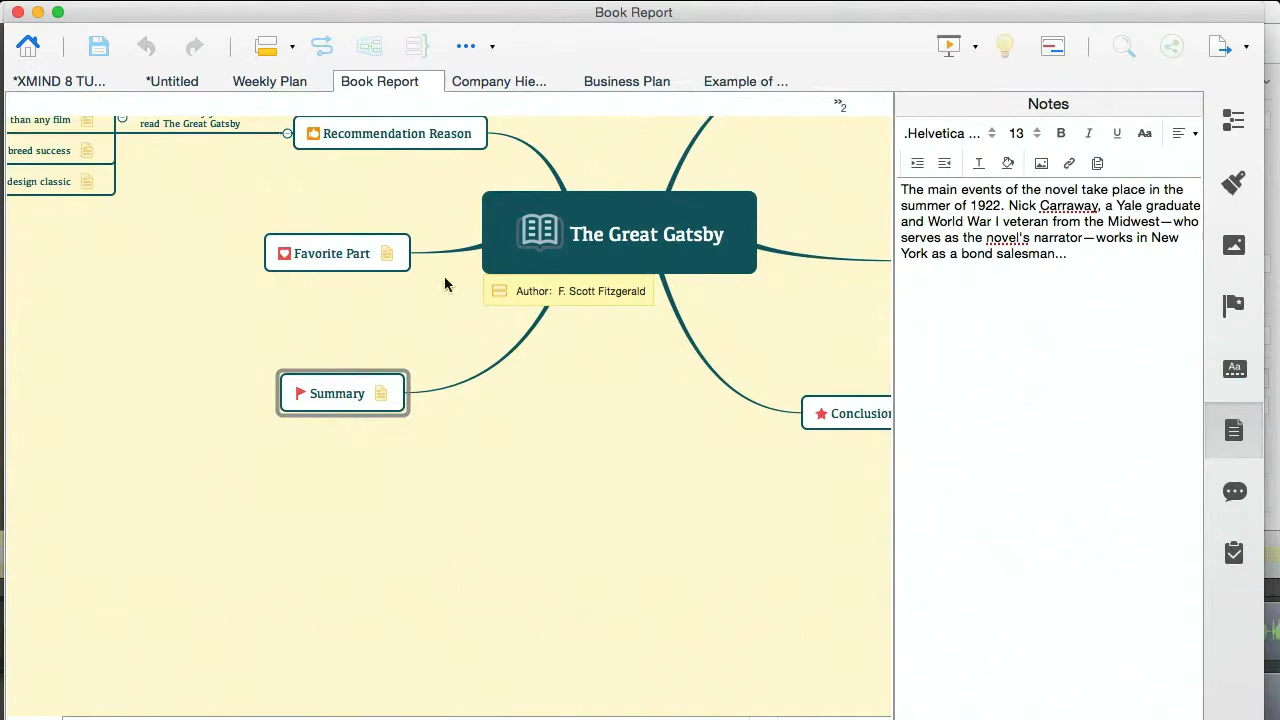 Book Report
*XMIND 8 TU...
*Untitled
Weekly Plan
Book Report
Company Hie...
Business Plan
Example of ...
»2
Notes
than any film
read The Great Gatsby
breed success
design classic
Recommendation Reason
Favorite Part
The Great Gatsby
Author: F. Scott Fitzgerald
Summary
Conclusion
.Helvetica ...
13
B
I
U
Aa
T
The main events of the novel take place in the
summer of 1922. Nick Carraway, a Yale graduate
and World War I veteran from the Midwest—who
serves as the novel's narrator—works in New
York as a bond salesman...
Aa